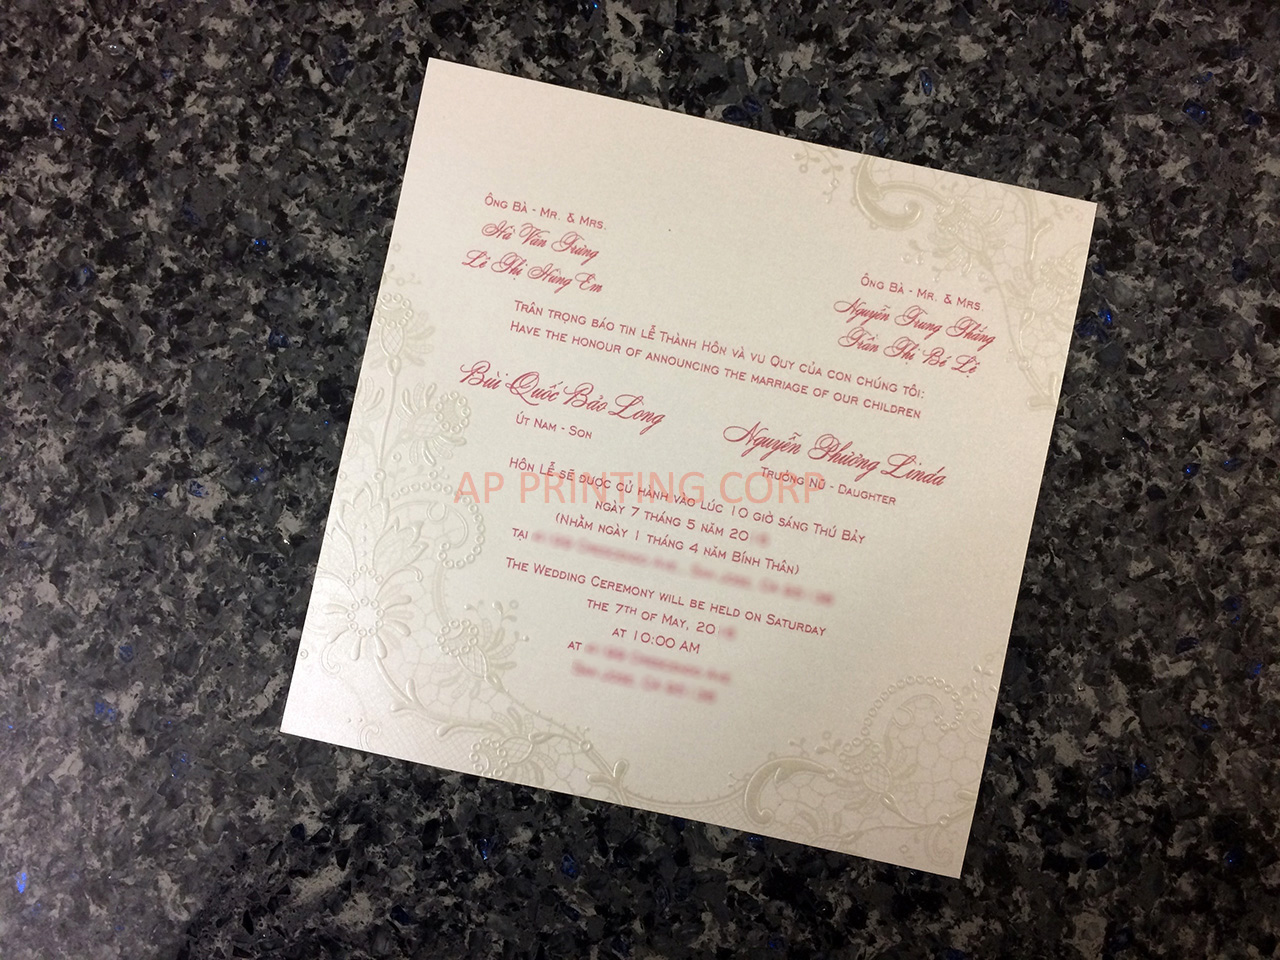 Ông Bà - Mr. & Mrs.
Hà Văn Trừng
Lê Thị Hừng Em
Ông Bà - Mr. & Mrs.
Nguyễn Trung Thắng
Trần Thị Bé Lệ
Trân trọng báo tin Lễ Thành Hôn và vu Quy của con chúng tôi:
Have the honour of announcing the marriage of our children
Bùi Quốc Bảo Long
Út Nam - Son
Nguyễn Phường Linda
Trưởng Nữ - Daughter
AP PRINTING CORP
Hôn Lễ sẽ được cử hành vào lúc 10 giờ sáng Thứ Bảy
ngày 7 tháng 5 năm 20
(Nhằm ngày 1 tháng 4 năm Bính Thân)
tại
The Wedding Ceremony will be held on Saturday
the 7th of May, 20
at 10:00 AM
at